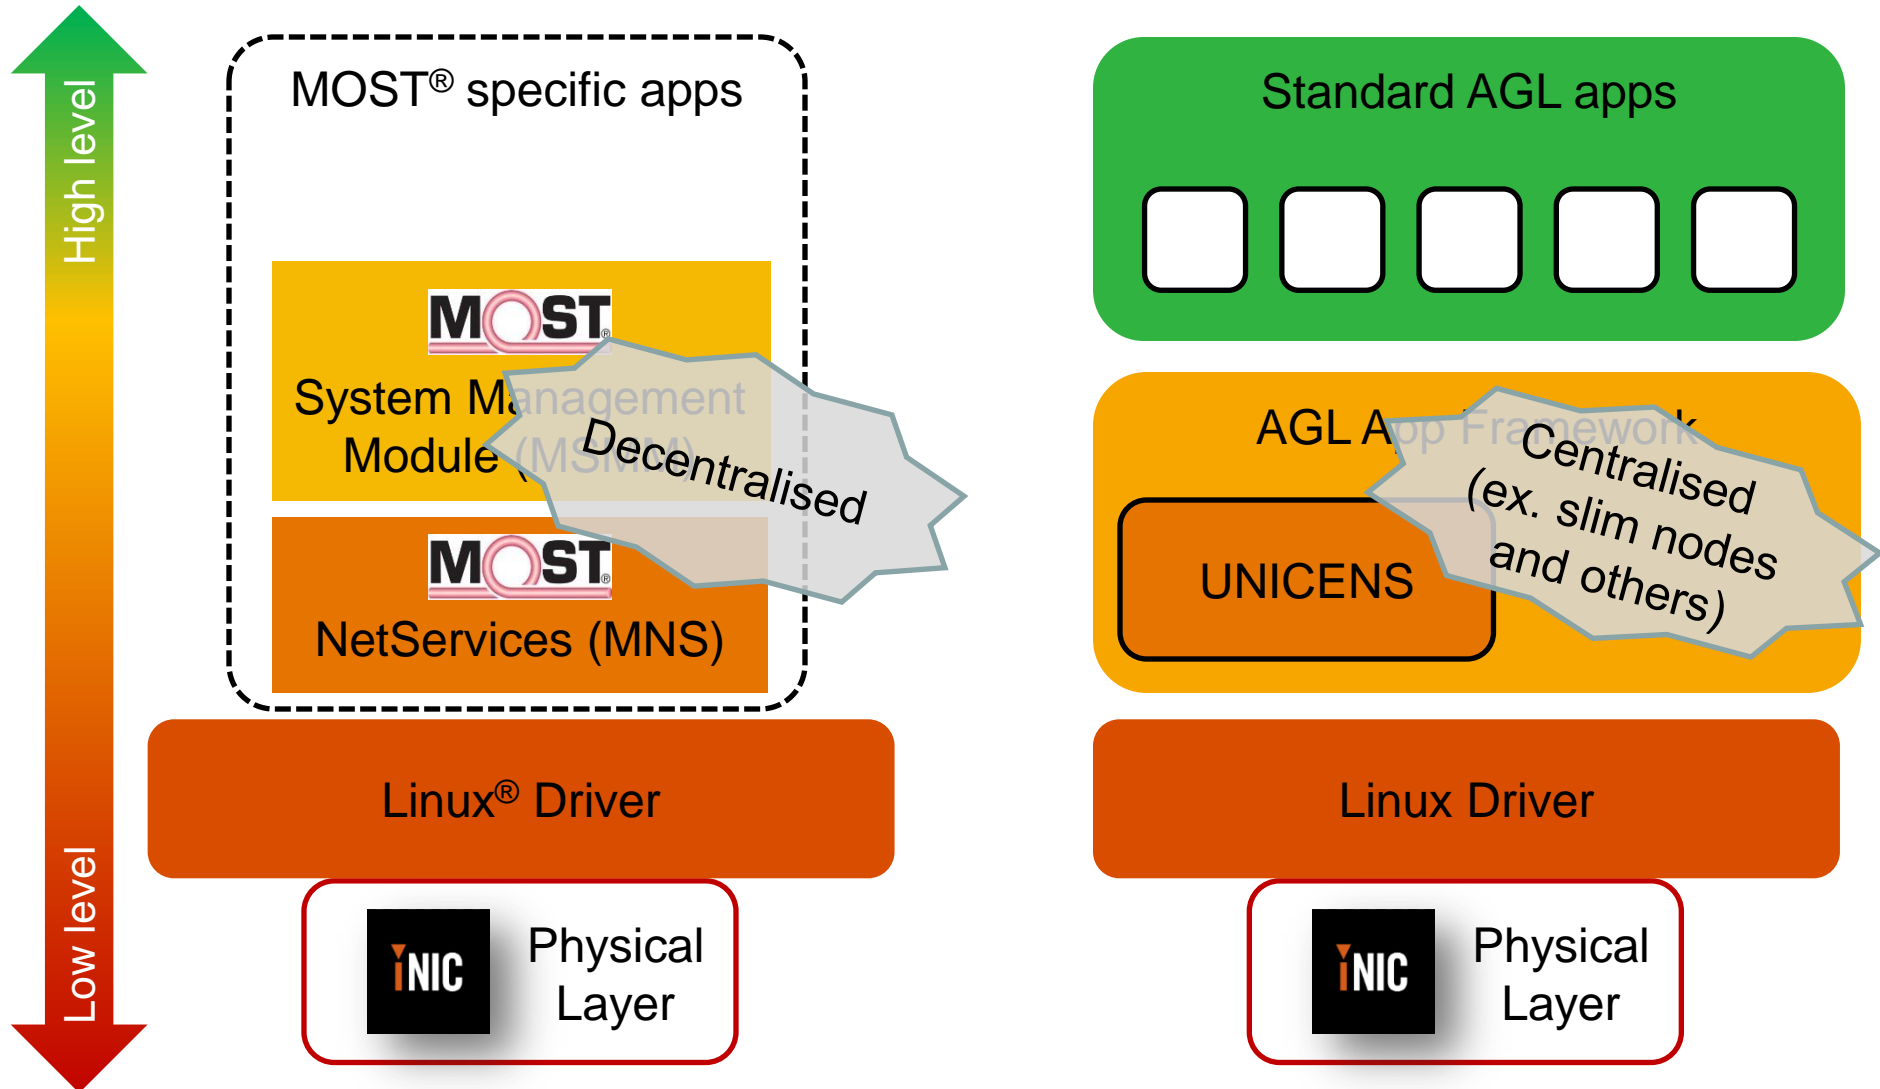 High level
Low level
MOST® specific apps
MOST®
System Management
Module (MSMM)
Decentralised
MOST®
NetServices (MNS)
Linux® Driver
iNIC
Physical
Layer
Standard AGL apps
AGL App Framework
Centralised
(ex. slim nodes
and others)
UNICENS
Linux Driver
iNIC
Physical
Layer